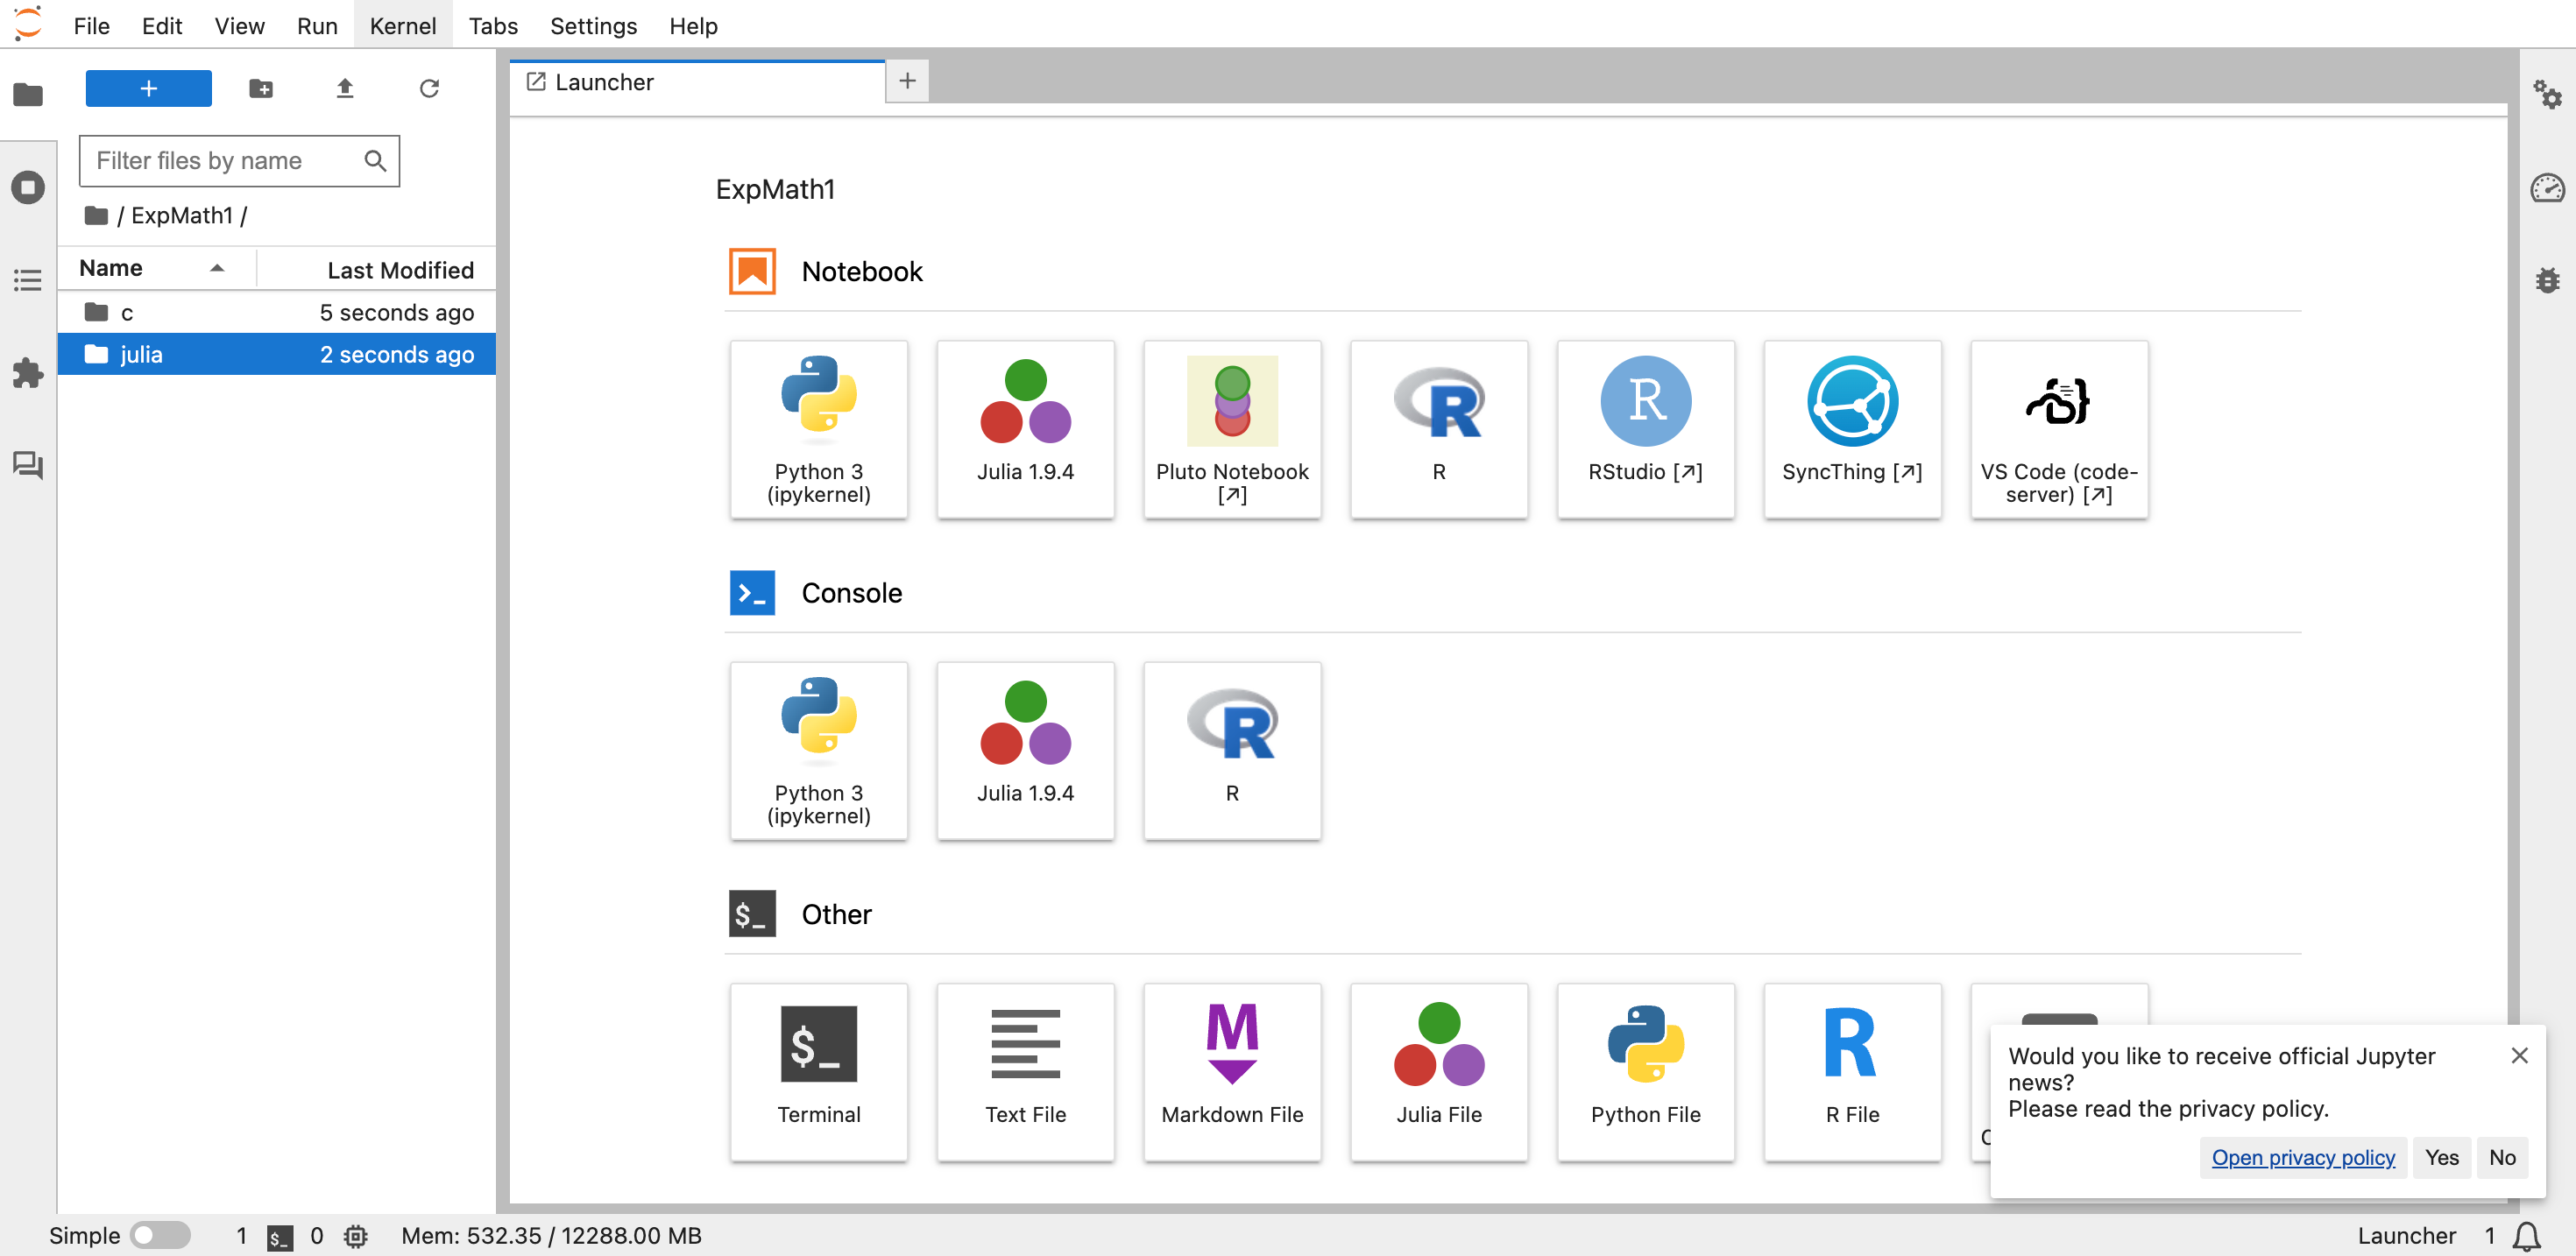 File Edit View Run Kernel Tabs Settings Help
+
Launcher
+
Filter files by name
/ ExpMath1 /
Name Last Modified
c 5 seconds ago
julia 2 seconds ago
ExpMath1
Notebook
Python 3
(ipykernel)
Julia 1.9.4
Pluto Notebook
[↗]
R
RStudio [↗]
SyncThing [↗]
VS Code (code-
server) [↗]
Console
Python 3
(ipykernel)
Julia 1.9.4
R
$_ Other
Terminal
Text File
Markdown File
Julia File
Python File
R File
Would you like to receive official Jupyter
news?
Please read the privacy policy.
Open privacy policy Yes No
Simple 1 $_ 0 Mem: 532.35 / 12288.00 MB Launcher 1